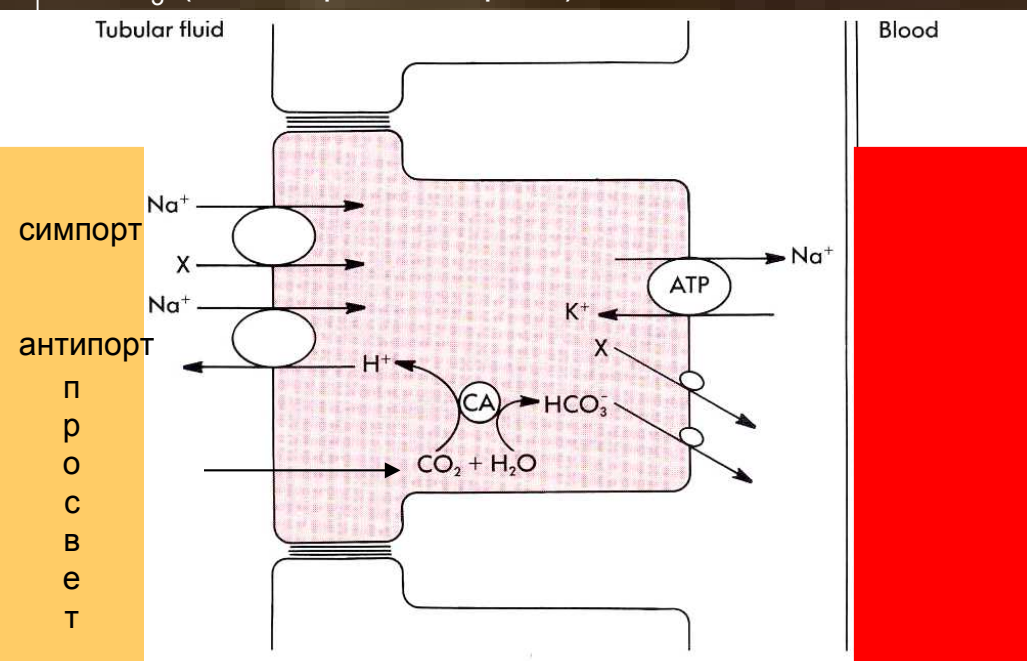 Tubular fluid
Blood
Na⁺
симпорт
X
Na⁺
антипорт
Na⁺
ATP
K⁺
X
H⁺
CA
HCO₃⁻
CO₂ + H₂O
п
р
о
с
в
е
т